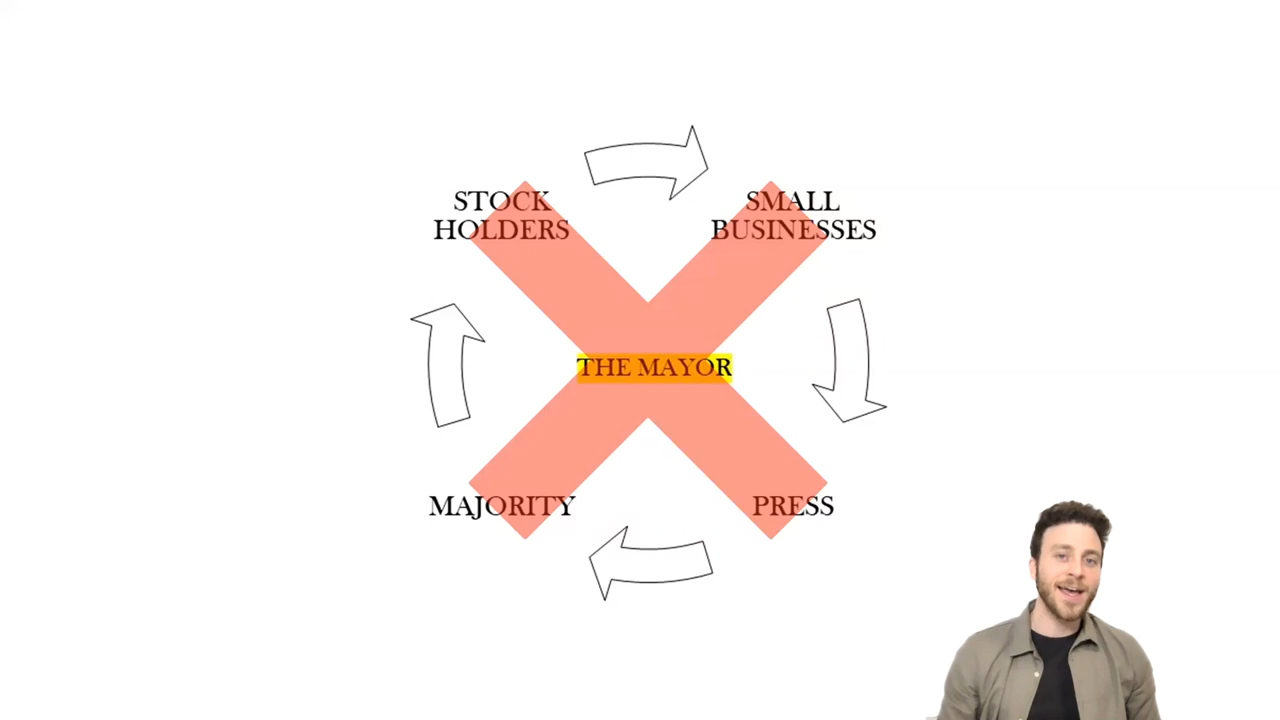 STOCK
HOLDERS
SMALL
BUSINESSES
THE MAYOR
MAJORITY
PRESS